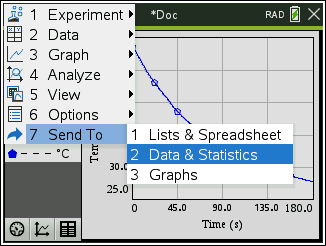 1 Experiment
*Doc
RAD
2 Data
3 Graph
4 Analyze
5 View
6 Options
7 Send To
1 Lists & Spreadsheet
2 Data & Statistics
3 Graphs
--- °C
30.0
25.0
0 45.0 90.0 135.0 180.0
Time (s)